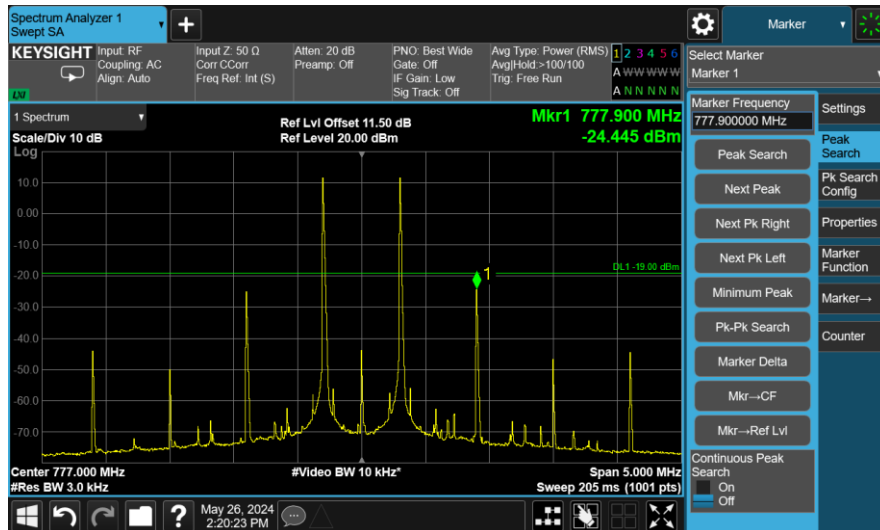 Spectrum Analyzer 1
Swept SA
Marker
KEYSIGHT
LXI
Input: RF
Coupling: AC
Align: Auto
Input Z: 50 Ω
Corr CCorr
Freq Ref: Int (S)
Atten: 20 dB
Preamp: Off
PNO: Best Wide
Gate: Off
IF Gain: Low
Sig Track: Off
Avg Type: Power (RMS)
Avg|Hold:>100/100
Trig: Free Run
1 2 3 4 5 6
A W W W W W
A N N N N N
Select Marker
Marker 1
Marker Frequency
777.900000 MHz
Peak Search
Next Peak
Next Pk Right
Next Pk Left
Minimum Peak
Pk-Pk Search
Marker Delta
Mkr→CF
Mkr→Ref Lvl
Continuous Peak
Search
On
Off
Settings
Peak
Search
Pk Search
Config
Properties
Marker
Function
Marker→
Counter
1 Spectrum
Scale/Div 10 dB
Log
Ref Lvl Offset 11.50 dB
Ref Level 20.00 dBm
Mkr1 777.900 MHz
-24.445 dBm
10.0
0.00
-10.0
-20.0
-30.0
-40.0
-50.0
-60.0
-70.0
DL1 -19.00 dBm
1
Center 777.000 MHz
#Res BW 3.0 kHz
#Video BW 10 kHz*
Span 5.000 MHz
Sweep 205 ms (1001 pts)
May 26, 2024
2:20:23 PM